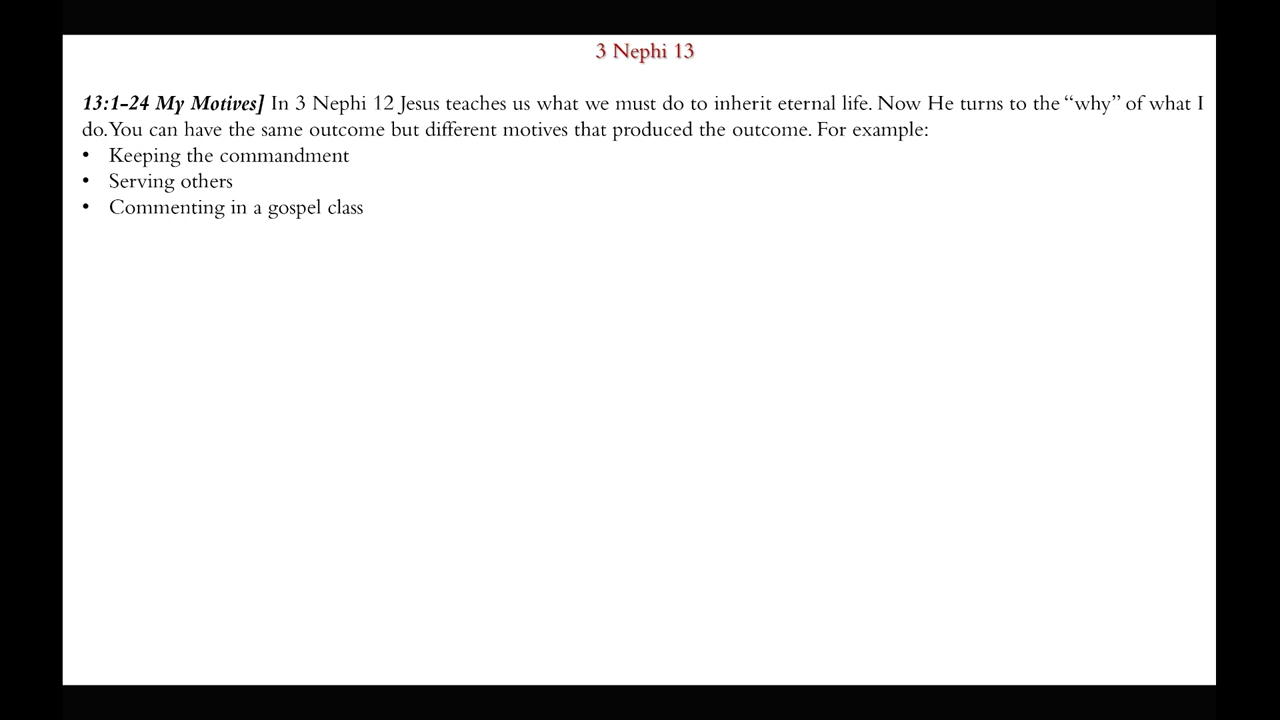 3 Nephi 13
13:1-24 My Motives] In 3 Nephi 12 Jesus teaches us what we must do to inherit eternal life. Now He turns to the “why” of what I
do. You can have the same outcome but different motives that produced the outcome. For example:
• Keeping the commandment
• Serving others
• Commenting in a gospel class